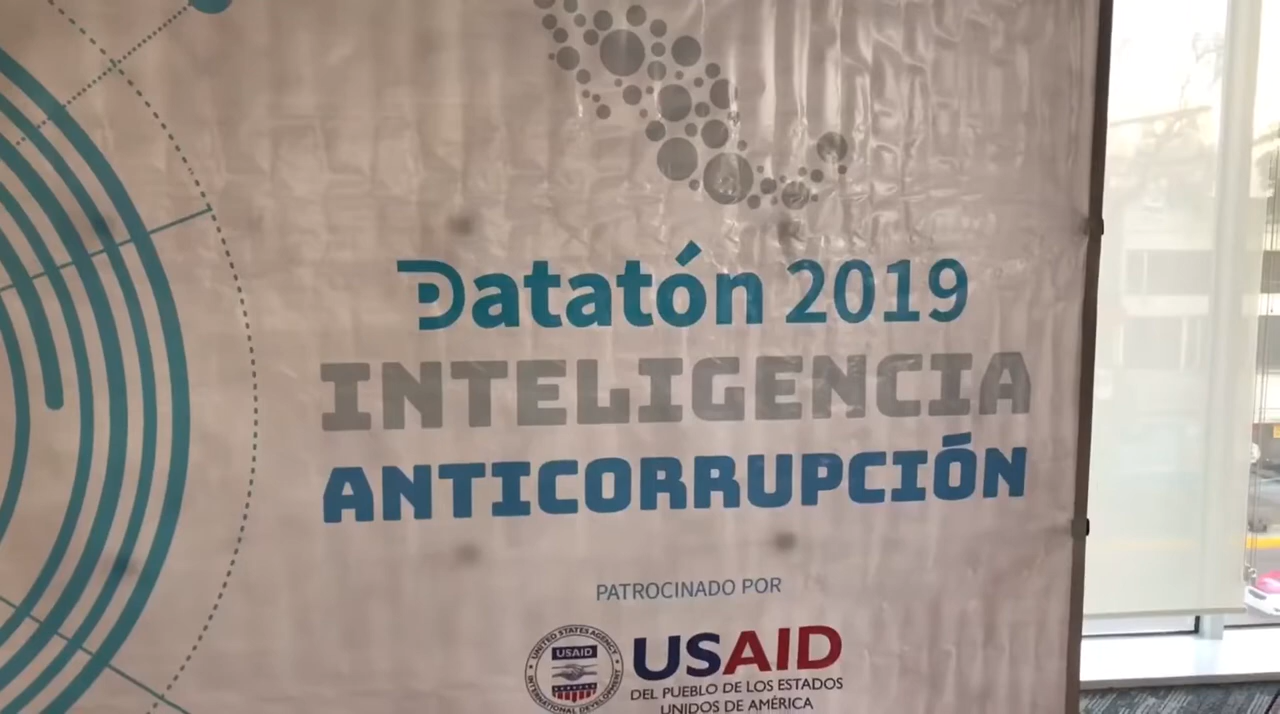 Datatón 2019
INTELIGENCIA
ANTICORRUPCIÓN
PATROCINADO POR
UNITED STATES AGENCY
USAID
INTERNATIONAL DEVELOPMENT
USAID
DEL PUEBLO DE LOS ESTADOS
UNIDOS DE AMÉRICA